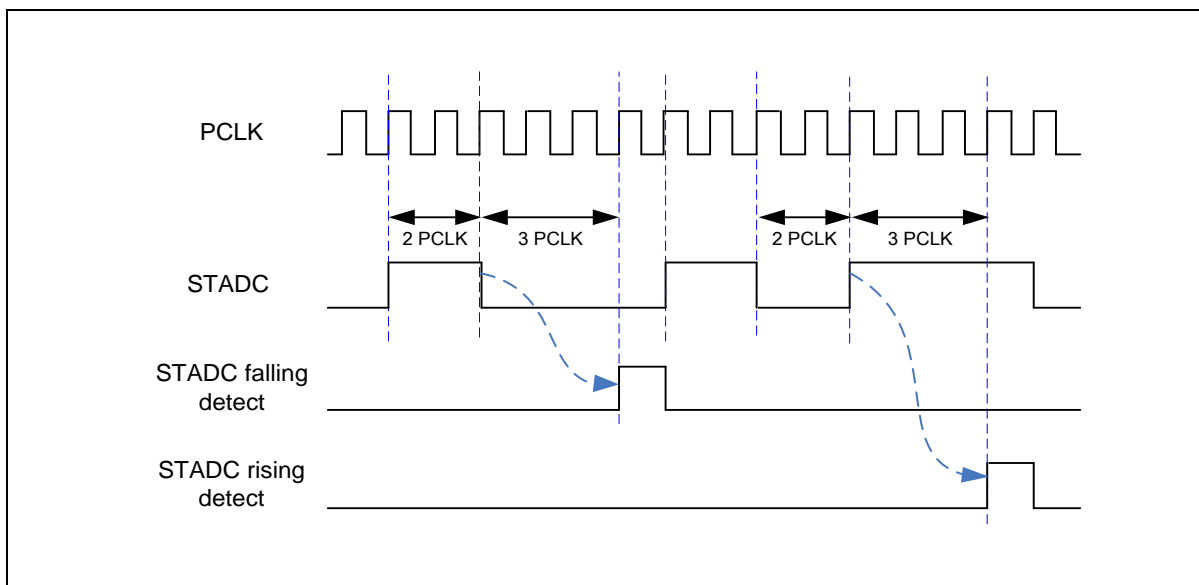 PCLK
2 PCLK
3 PCLK
2 PCLK
3 PCLK
STADC
STADC falling
detect
STADC rising
detect